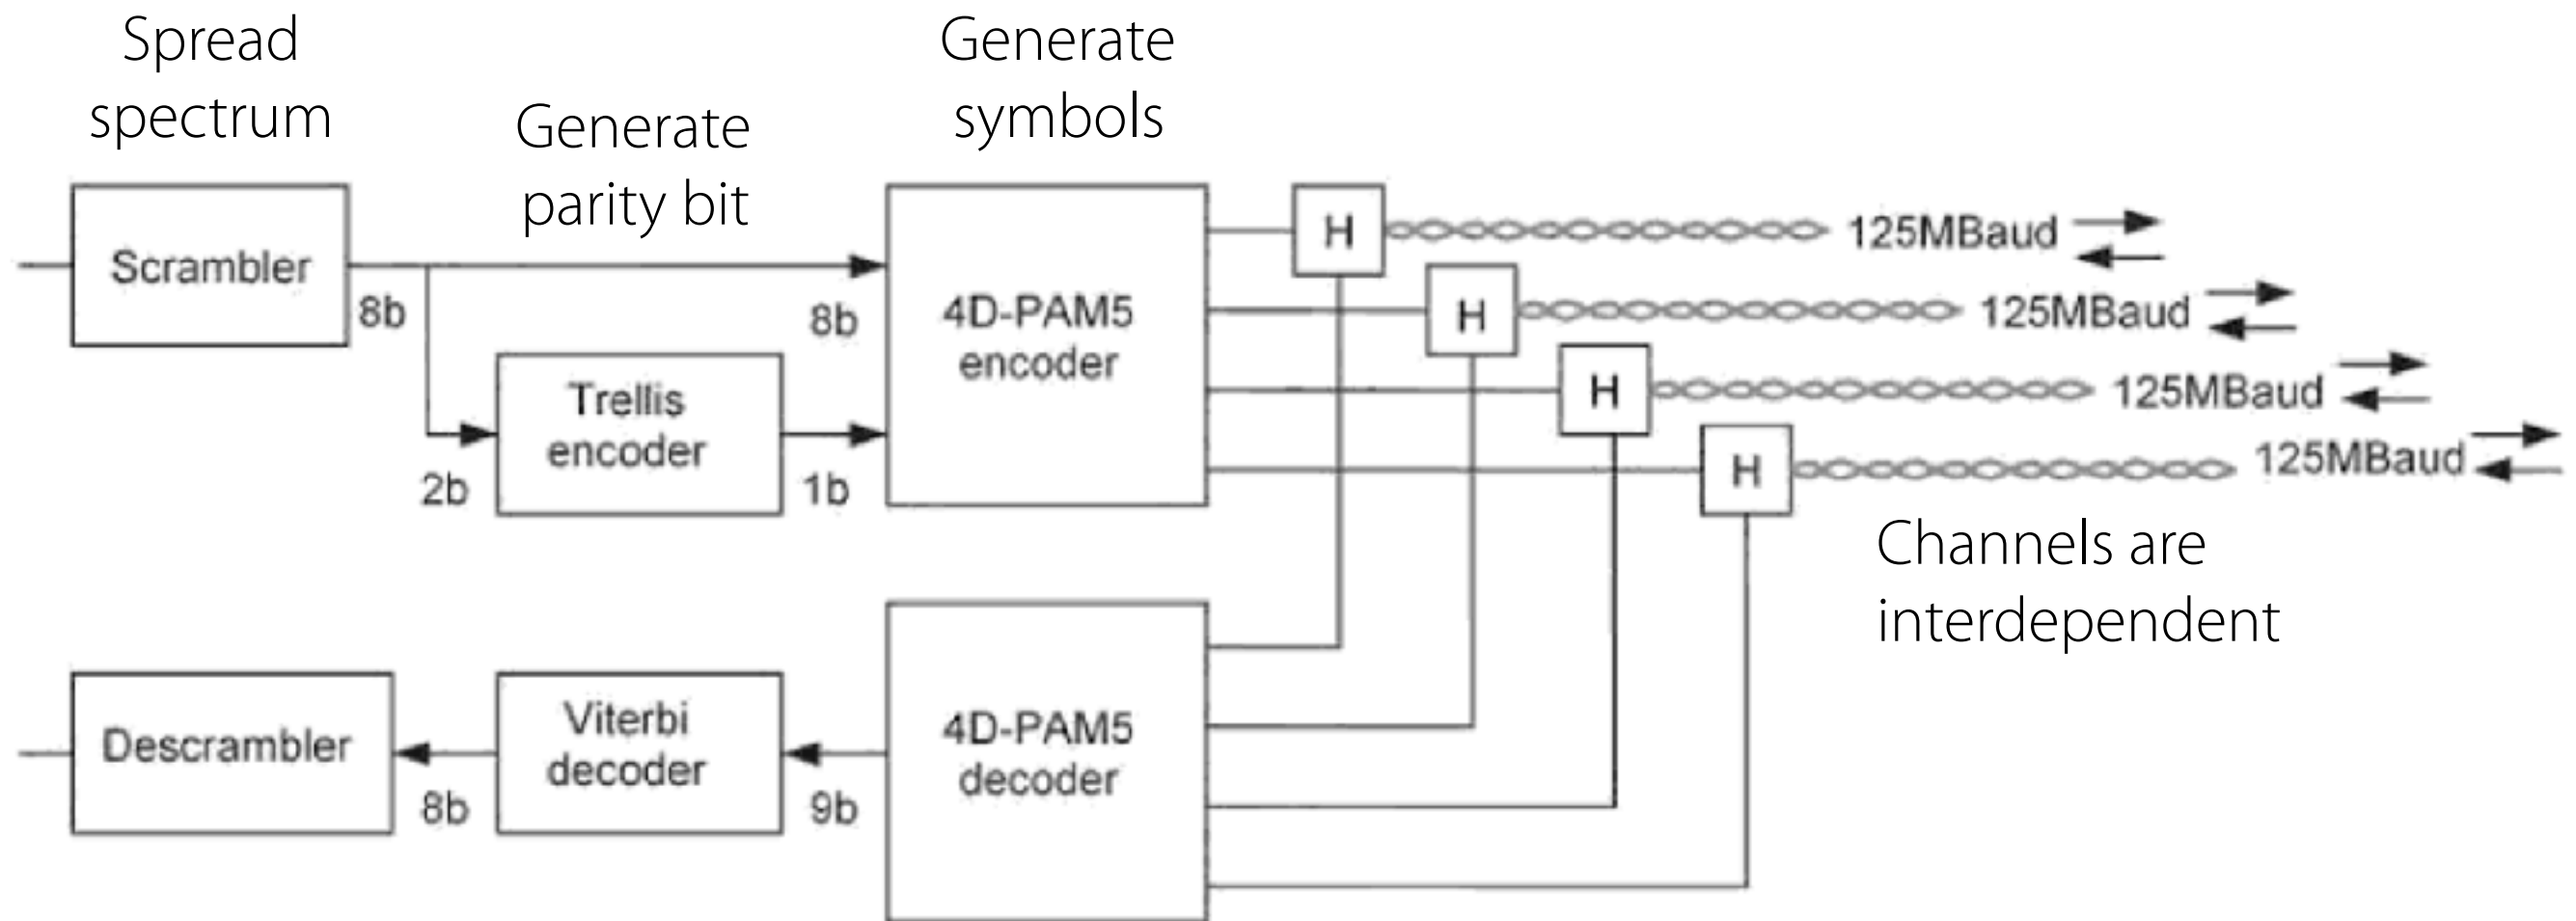 Spread
spectrum
Generate
parity bit
Generate
symbols
Scrambler
8b
8b
2b
Trellis
encoder
1b
4D-PAM5
encoder
H
125MBaud
H
125MBaud
H
125MBaud
H
125MBaud
Channels are
interdependent
Descrambler
8b
Viterbi
decoder
9b
4D-PAM5
decoder